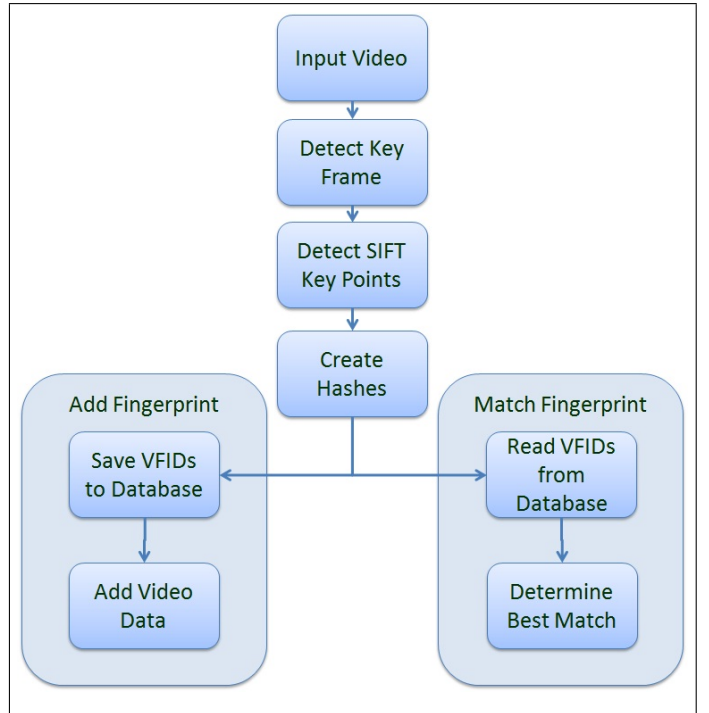 Input Video
Detect Key
Frame
Detect SIFT
Key Points
Create
Hashes
Add Fingerprint
Save VFIDs
to Database
Add Video
Data
Match Fingerprint
Read VFIDs
from
Database
Determine
Best Match